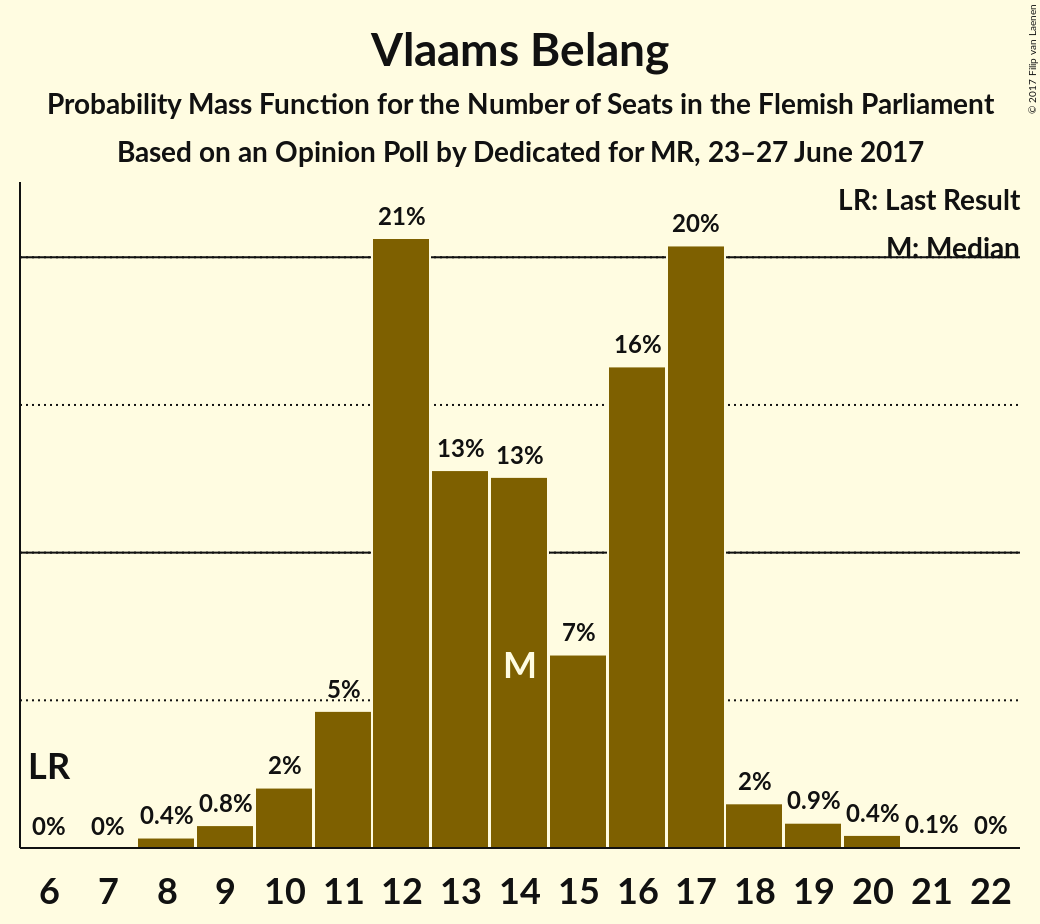 Vlaams Belang
Probability Mass Function for the Number of Seats in the Flemish Parliament
Based on an Opinion Poll by Dedicated for MR, 23–27 June 2017
© 2017 Filip van Laenen
LR: Last Result
M: Median
21%
20%
16%
13%
13%
7%
M
5%
LR
2%
2%
0.8%
0.9%
0.4%
0.4%
0%
0%
0.1%
0%
6 7 8 9 10 11 12 13 14 15 16 17 18 19 20 21 22